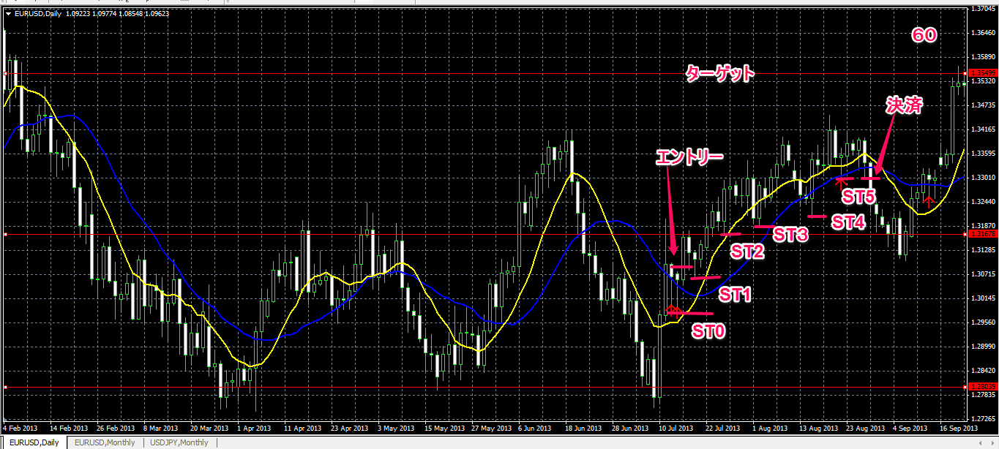 EURUSD,Daily 1.09223 1.09774 1.08548 1.09623
1.37045
60
1.36460
1.35890
ターゲット
1.35499
1.35320
決済
1.34735
1.34165
エントリー
1.33595
1.33010
ST5
1.32440
ST4
1.31870
ST3
1.31678
ST2
1.31285
1.30715
ST1
1.30145
ST0
1.29560
1.28990
1.28420
1.28039
1.27835
1.27265
4 Feb 2013 14 Feb 2013 26 Feb 2013 8 Mar 2013 20 Mar 2013 1 Apr 2013 11 Apr 2013 23 Apr 2013 3 May 2013 15 May 2013 27 May 2013 6 Jun 2013 18 Jun 2013 28 Jun 2013 10 Jul 2013 22 Jul 2013 1 Aug 2013 13 Aug 2013 23 Aug 2013 4 Sep 2013 16 Sep 2013
EURUSD,Daily EURUSD,Monthly USDJPY,Monthly